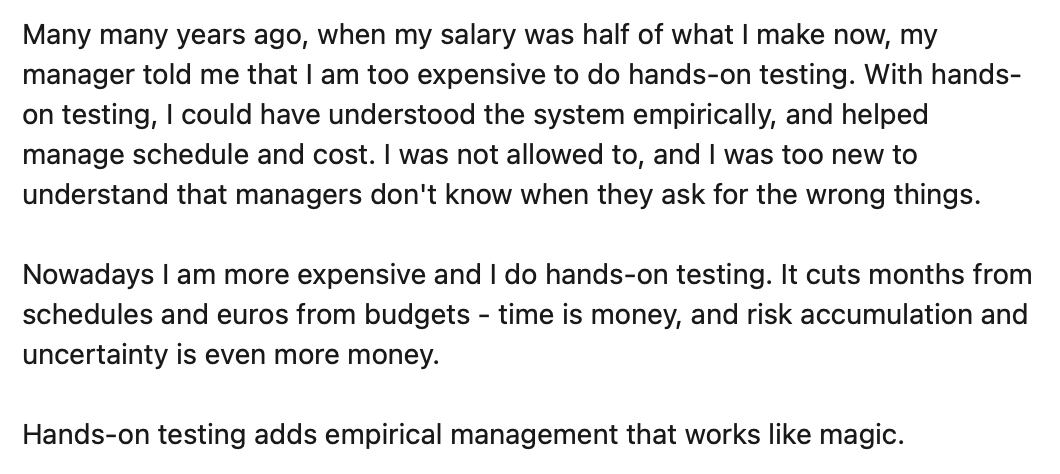 Many many years ago, when my salary was half of what I make now, my
manager told me that I am too expensive to do hands-on testing. With hands-
on testing, I could have understood the system empirically, and helped
manage schedule and cost. I was not allowed to, and I was too new to
understand that managers don't know when they ask for the wrong things.

Nowadays I am more expensive and I do hands-on testing. It cuts months from
schedules and euros from budgets - time is money, and risk accumulation and
uncertainty is even more money.

Hands-on testing adds empirical management that works like magic.